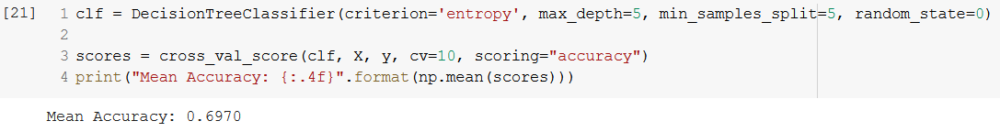 [21] 1 clf = DecisionTreeClassifier(criterion='entropy', max_depth=5, min_samples_split=5, random_state=0)
2
3 scores = cross_val_score(clf, X, y, cv=10, scoring="accuracy")
4 print("Mean Accuracy: {:.4f}".format(np.mean(scores)))
Mean Accuracy: 0.6970